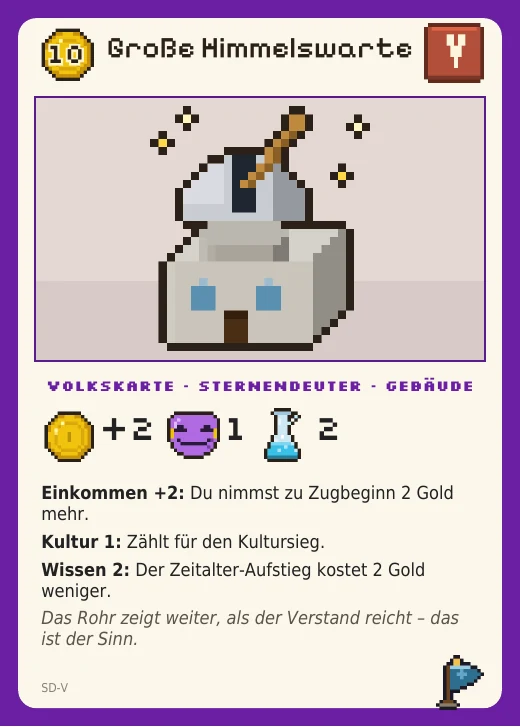 10 Große Himmelswarte V
VOLKSKARTE · STERNENDEUTER · GEBÄUDE
+2 1 2
Einkommen +2: Du nimmst zu Zugbeginn 2 Gold
mehr.
Kultur 1: Zählt für den Kultursieg.
Wissen 2: Der Zeitalter-Aufstieg kostet 2 Gold
weniger.
Das Rohr zeigt weiter, als der Verstand reicht – das
ist der Sinn.
SD-V